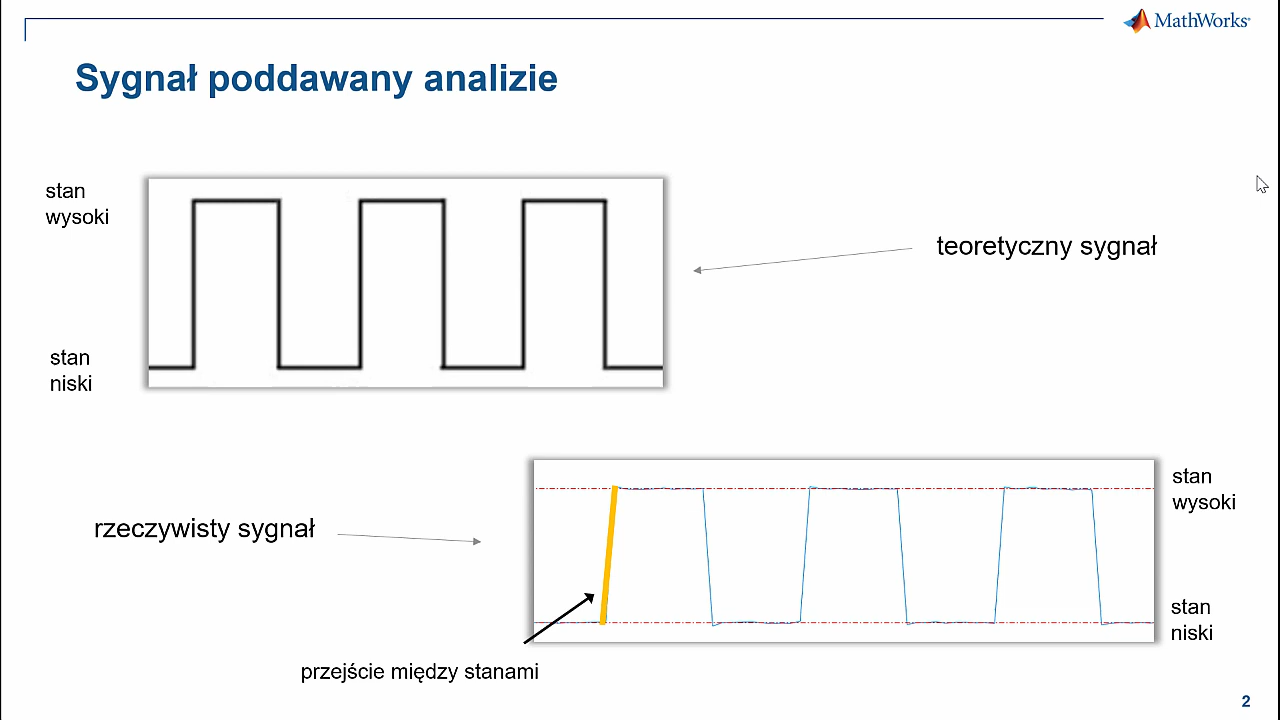 MathWorks®
Sygnał poddawany analizie
stan
wysoki
teoretyczny sygnał
stan
niski
stan
wysoki
rzeczywisty sygnał
stan
niski
przejście między stanami
2